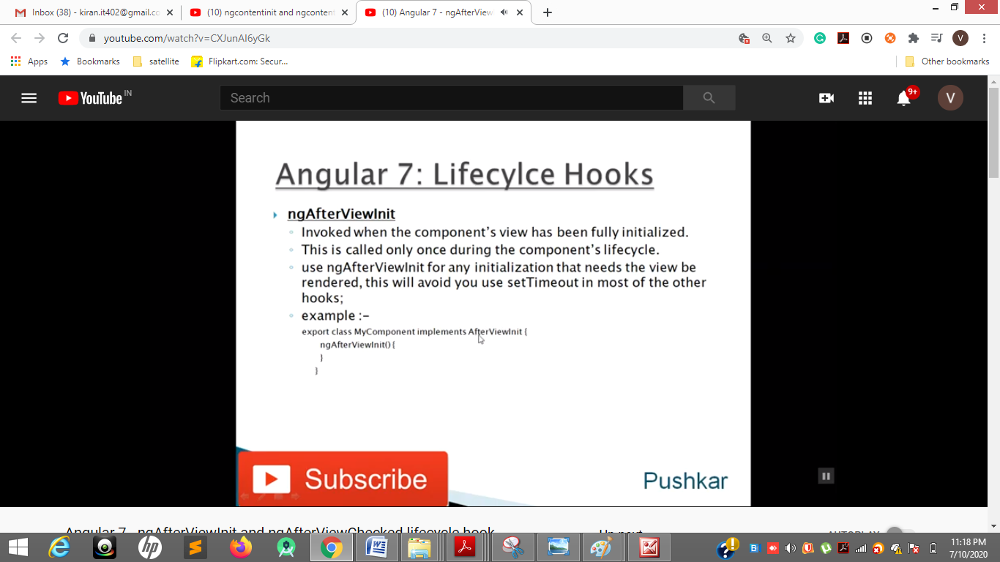 Inbox (38) - kiran.it402@gmail.co
(10) ngcontentinit and ngcontent
(10) Angular 7 - ngAfterView
youtube.com/watch?v=CXJunAI6yGk
V
Apps
Bookmarks
satellite
Flipkart.com: Secur...
Other bookmarks
YouTube IN
Search
9+
V
Angular 7: Lifecylce Hooks
ngAfterViewInit
Invoked when the component's view has been fully initialized.
This is called only once during the component's lifecycle.
use ngAfterViewInit for any initialization that needs the view be
rendered, this will avoid you use setTimeout in most of the other
hooks;
example :-
export class MyComponent implements AfterViewInit {
ngAfterViewInit() {
}
}
Subscribe
Pushkar
Angular 7 - ngAfterViewInit and ngAfterViewChecked lifecycle hook
Up next
AUTOPLAY
11:18 PM
7/10/2020